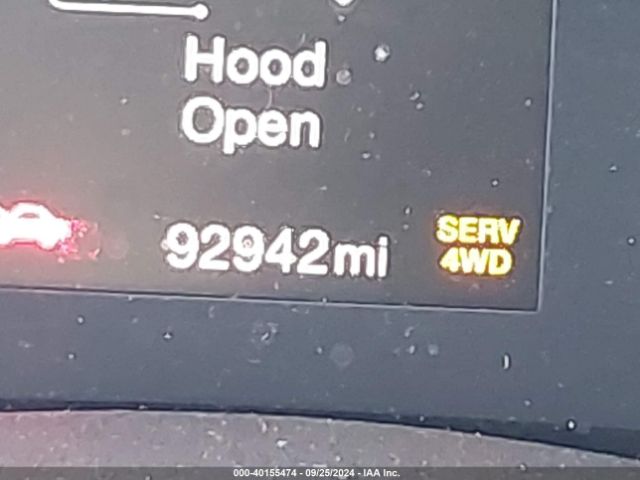 Hood
Open
92942mi
SERV
4WD
000-40155474 - 09/25/2024 - IAA Inc.